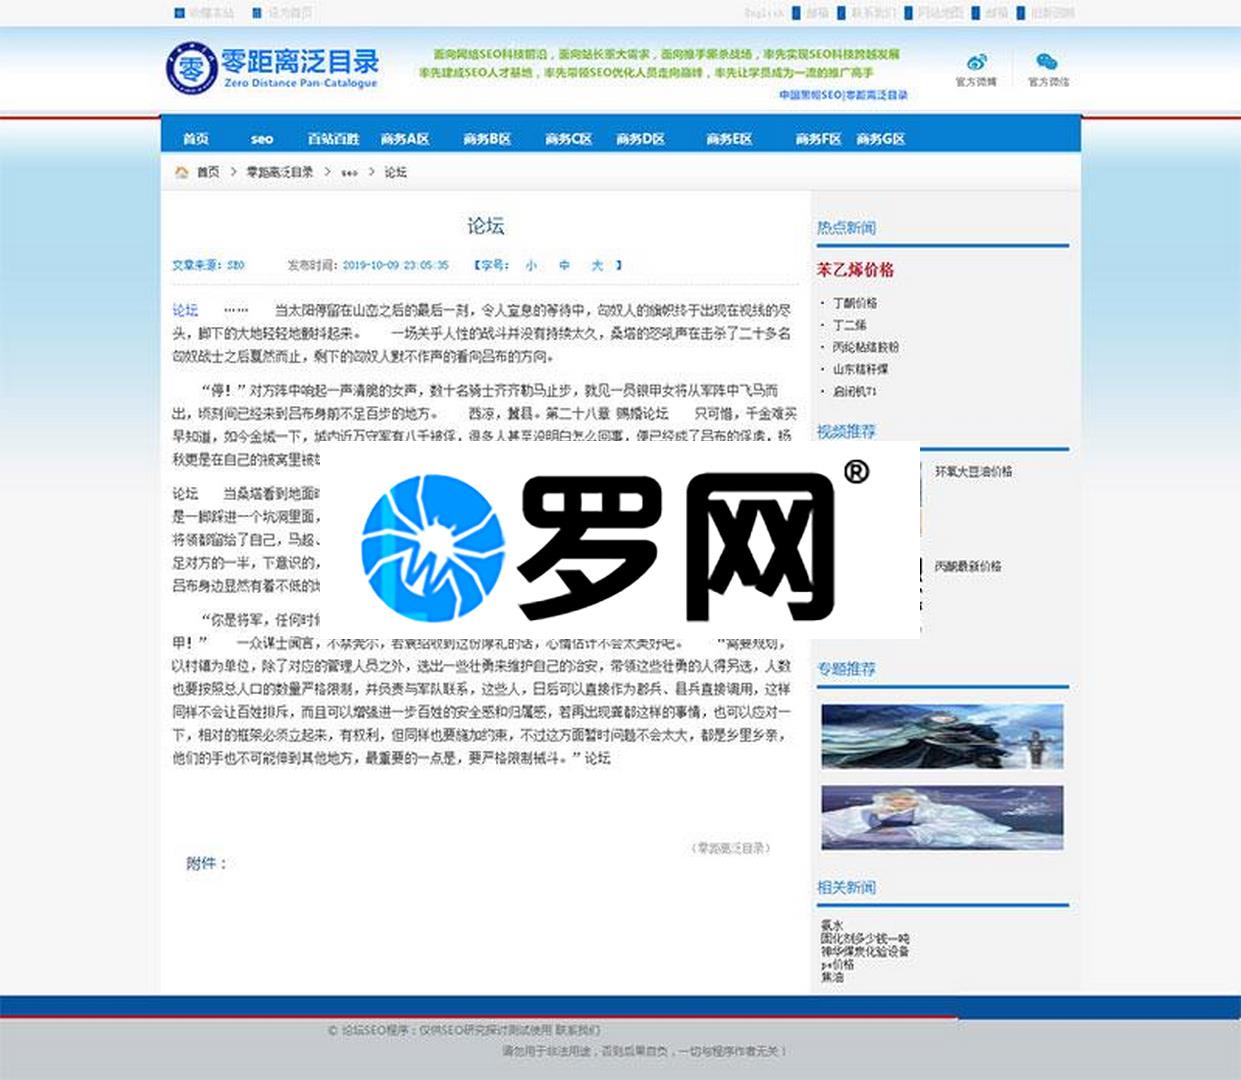 收藏本站 设为首页
English 邮箱 联系我们 网站地图 邮箱 旧版回顾
零 零距离泛目录
Zero Distance Pan-Catalogue
面向网络SEO科技前沿，面向站长重大需求，面向推手厮杀战场，率先实现SEO科技跨越发展
率先建成SEO人才基地，率先带领SEO优化人员走向巅峰，率先让学员成为一流的推广高手
中国黑帽SEO|零距离泛目录
官方微博 官方微信
首页 seo 百站百胜 商务A区 商务B区 商务C区 商务D区 商务E区 商务F区 商务G区
首页 > 零距离泛目录 > seo > 论坛
论坛
文章来源：SEO 发布时间：2019-10-09 23:05:35 【字号： 小 中 大 】
论坛 …… 当太阳停留在山峦之后的最后一刻，令人窒息的等待中，匈奴人的旗帜终于出现在视线的尽
头，脚下的大地轻轻地颤抖起来。 一场关乎人性的战斗并没有持续太久，桑塔的怒吼声在击杀了二十多名
匈奴战士之后戛然而止，剩下的匈奴人默不作声的看向吕布的方向。
“停！”对方阵中响起一声清脆的女声，数十名骑士齐齐勒马止步，就见一员银甲女将从军阵中飞马而
出，顷刻间已经来到吕布身前不足百步的地方。 西凉，冀县。第二十八章 赐婚论坛 只可惜，千金难买
早知道，如今金城一下，城内近万守军有八千被俘，很多人甚至没明白怎么回事，便已经成了吕布的俘虏，杨
秋更是在自己的被窝里被
论坛 当桑塔看到地面
是一脚踩进一个坑洞里面，
将领都留给了自己，马超、
足对方的一半，下意识的，
吕布身边显然有着不低的
“你是将军，任何时
甲！” 一众谋士闻言，不禁莞尔，若袁绍收到这份厚礼的话，心情估计不会太美好吧。 “需要规划，
以村镇为单位，除了对应的管理人员之外，选出一些壮勇来维护自己的治安，带领这些壮勇的人得另选，人数
也要按照总人口的数量严格限制，并负责与军队联系，这些人，日后可以直接作为郡兵、县兵直接调用，这样
同样不会让百姓排斥，而且可以增强进一步百姓的安全感和归属感，若再出现龚都这样的事情，也可以应对一
下，相对的框架必须立起来，有权利，但同样也要施加约束，不过这方面暂时问题不会太大，都是乡里乡亲，
他们的手也不可能伸到其他地方，最重要的一点是，要严格限制械斗。”论坛
（零距离泛目录）
附件：
热点新闻
苯乙烯价格
· 丁酮价格
· 丁二烯
· 丙纶粘结胶粉
· 山东秸秆煤
· 启闭机71
视频推荐
环氧大豆油价格
丙酮最新价格
罗网®
专题推荐
相关新闻
氨水
固化剂多少钱一吨
神华煤炭化验设备
pe价格
焦油
© 论坛SEO程序：仅供SEO研究探讨测试使用 联系我们
请勿用于非法用途，否则后果自负，一切与程序作者无关！